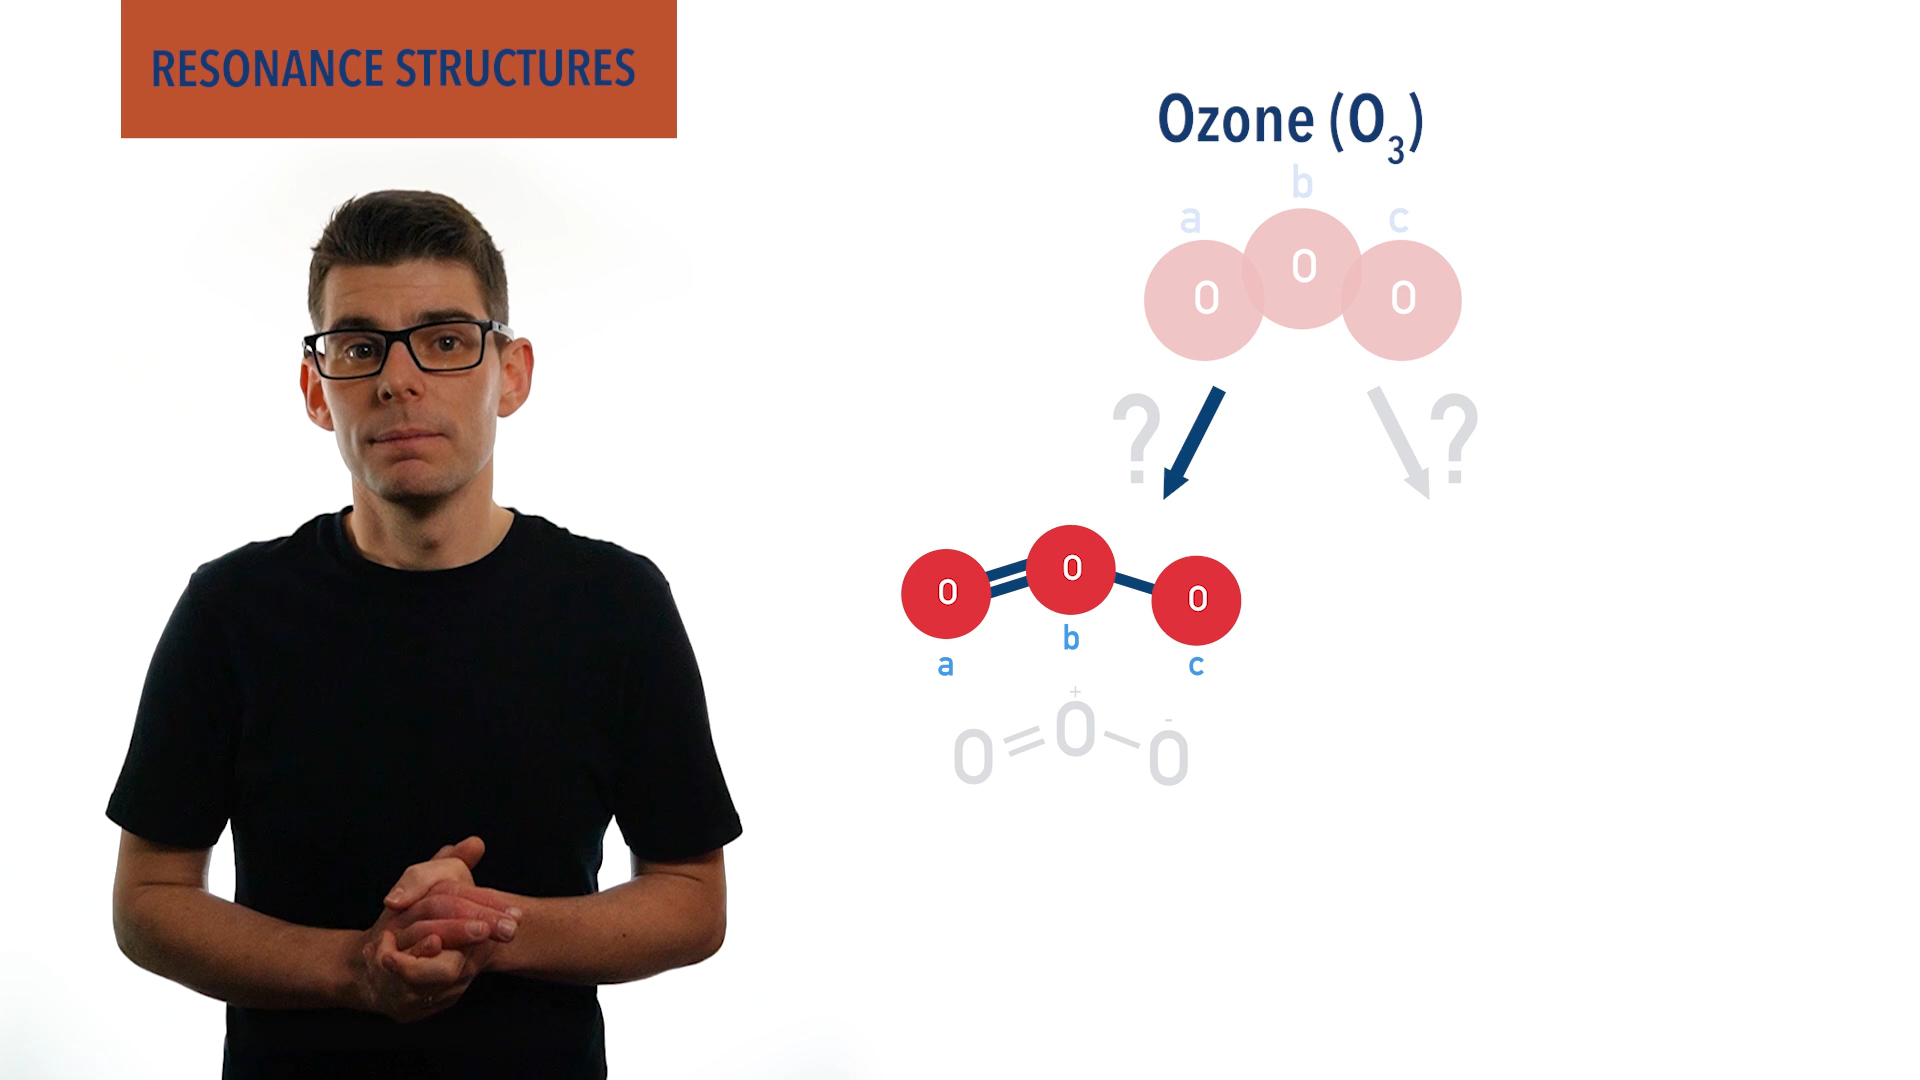 RESONANCE STRUCTURES
Ozone (O₃)
b
a c
O O O
? ?
O O O
b
a c
+
-
O=O-O